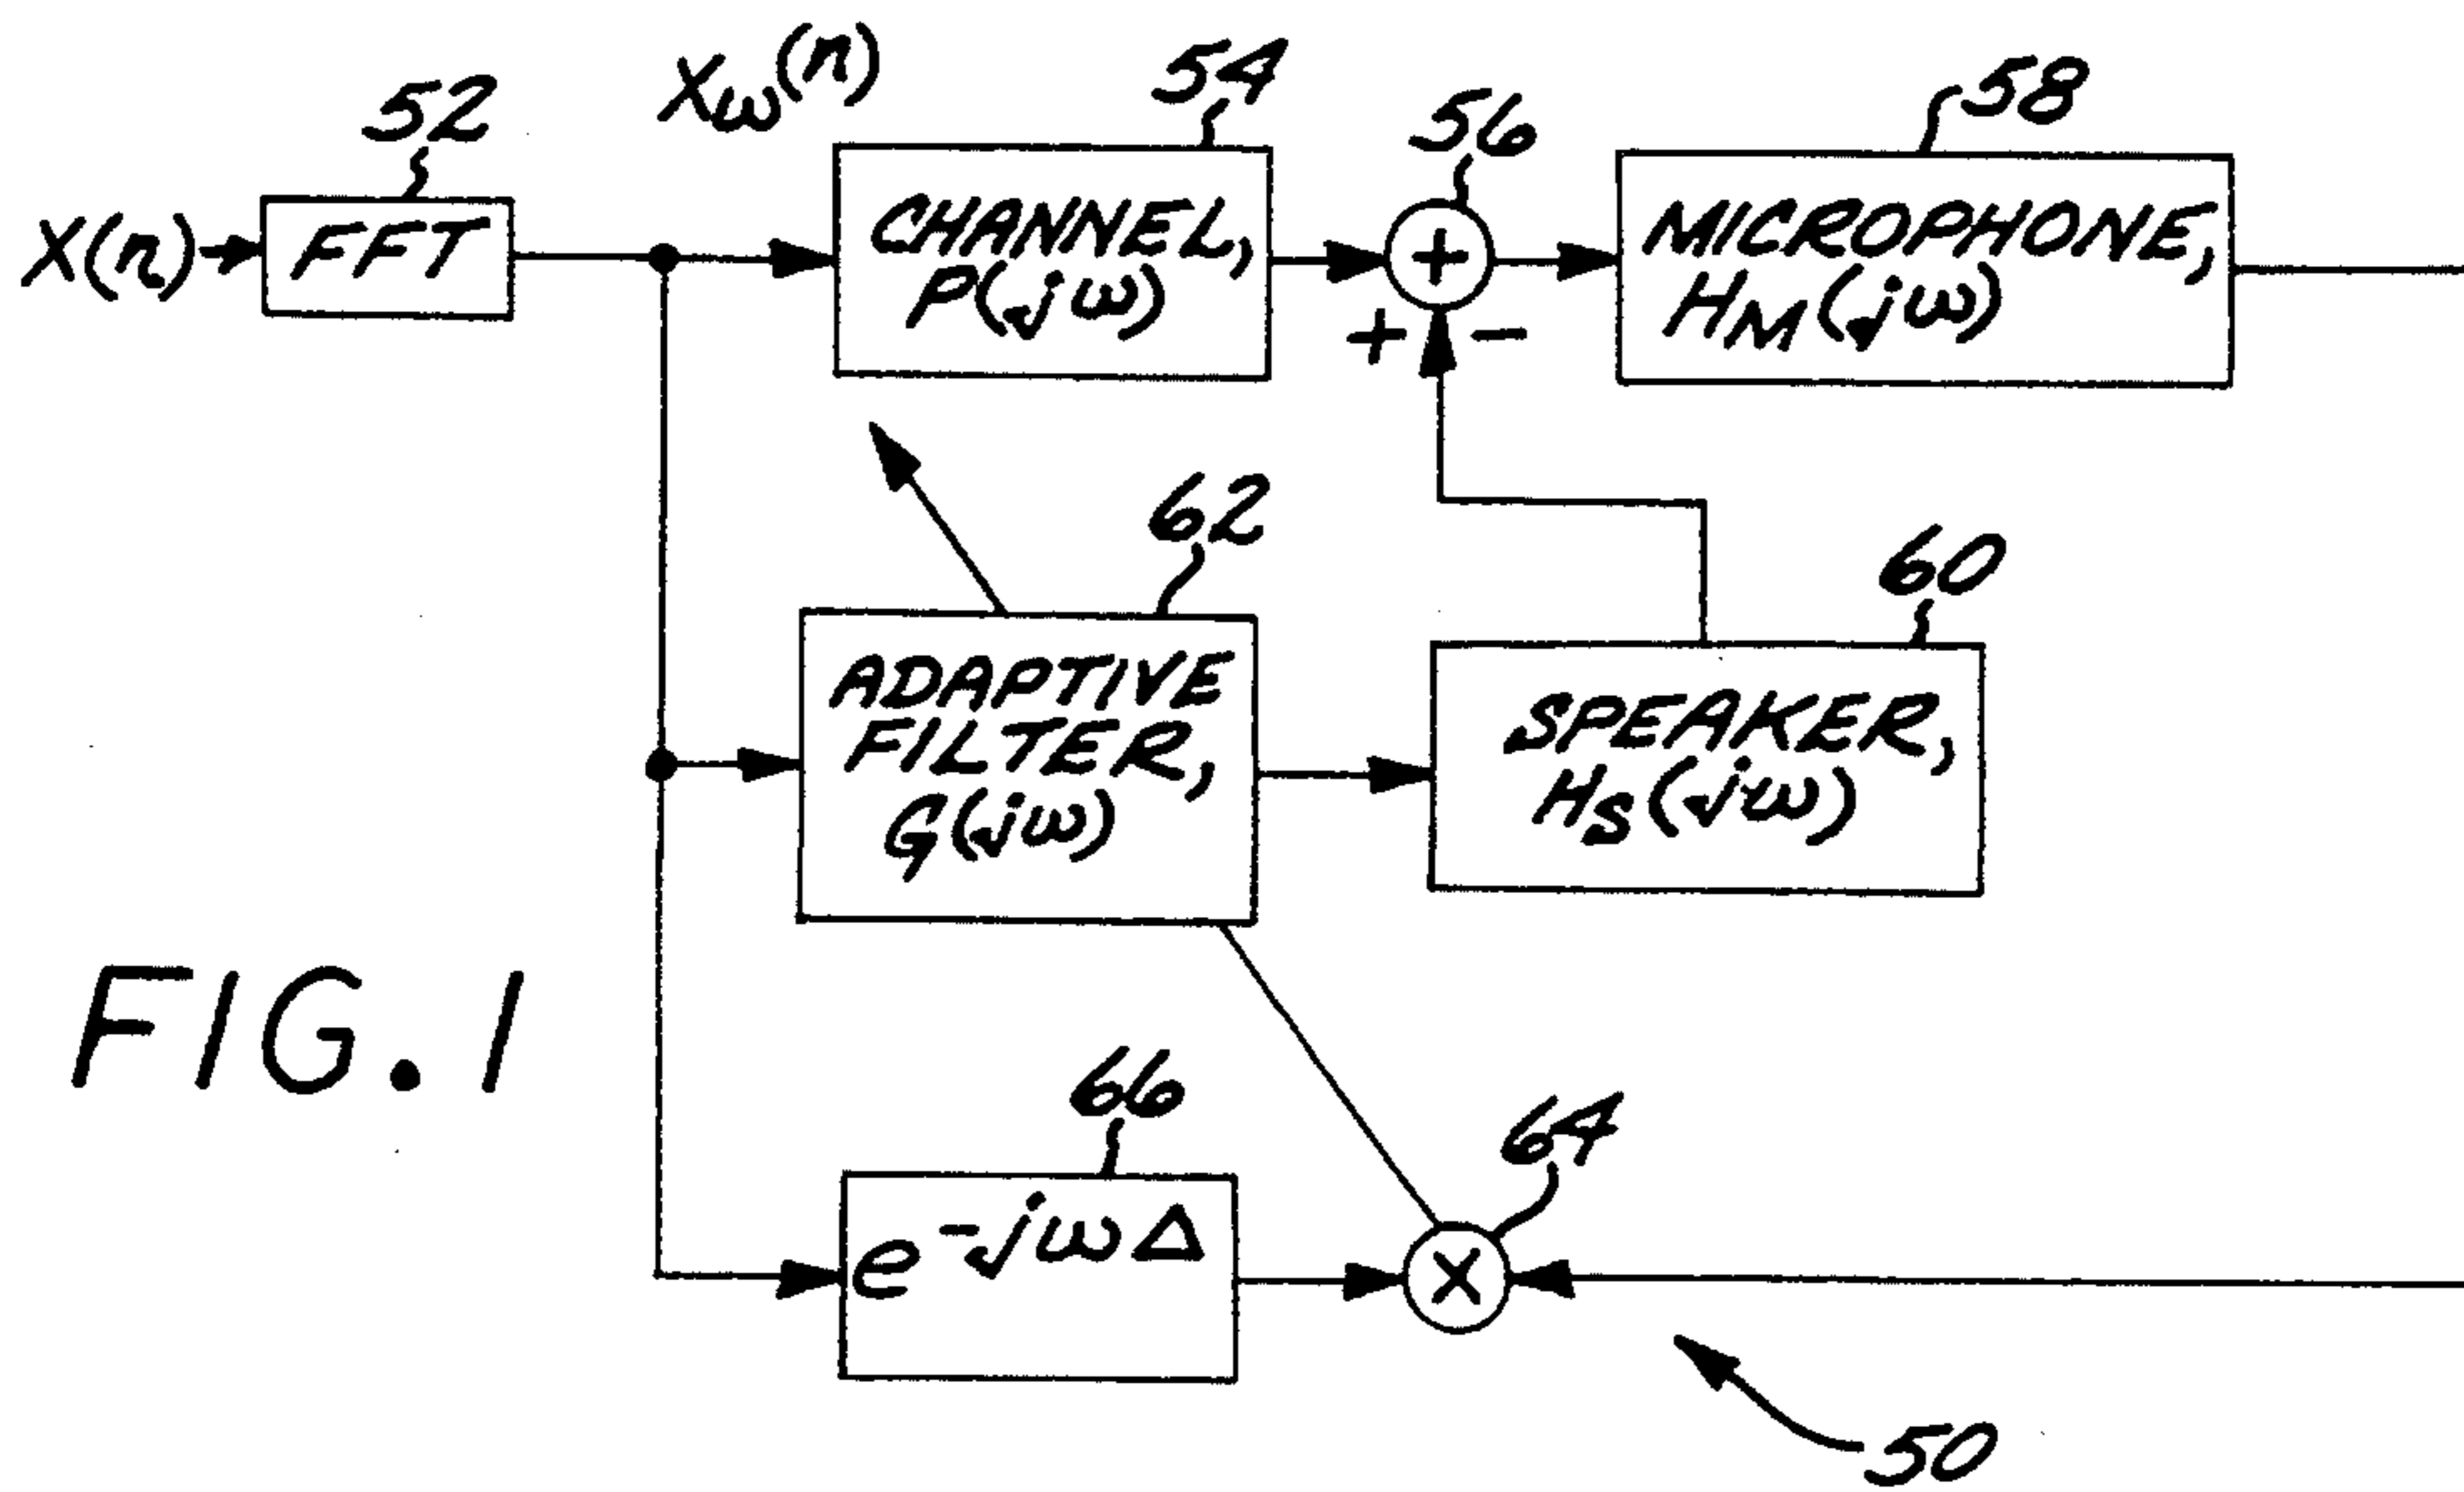 52
Xω(n)
54
56
58
X(n)
FFT
CHANNEL,
P(jω)
+
MICROPHONE,
HM(jω)
+ -
62
60
ADAPTIVE
FILTER,
G(jω)
SPEAKER,
HS(jω)
FIG. 1
66
64
e-jωΔ
X
50